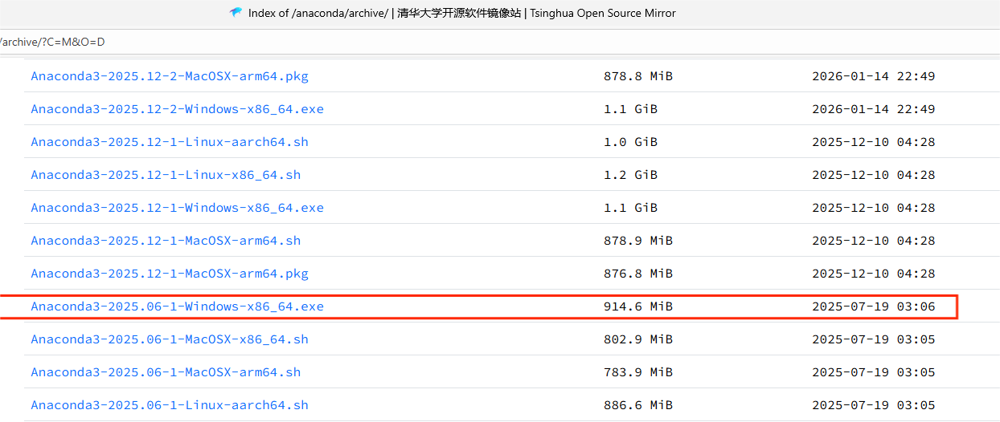 Index of /anaconda/archive/ | 清华大学开源软件镜像站 | Tsinghua Open Source Mirror
/archive/?C=M&O=D
Anaconda3-2025.12-2-MacOSX-arm64.pkg 878.8 MiB 2026-01-14 22:49
Anaconda3-2025.12-2-Windows-x86_64.exe 1.1 GiB 2026-01-14 22:49
Anaconda3-2025.12-1-Linux-aarch64.sh 1.0 GiB 2025-12-10 04:28
Anaconda3-2025.12-1-Linux-x86_64.sh 1.2 GiB 2025-12-10 04:28
Anaconda3-2025.12-1-Windows-x86_64.exe 1.1 GiB 2025-12-10 04:28
Anaconda3-2025.12-1-MacOSX-arm64.sh 878.9 MiB 2025-12-10 04:28
Anaconda3-2025.12-1-MacOSX-arm64.pkg 876.8 MiB 2025-12-10 04:28
Anaconda3-2025.06-1-Windows-x86_64.exe 914.6 MiB 2025-07-19 03:06
Anaconda3-2025.06-1-MacOSX-x86_64.sh 802.9 MiB 2025-07-19 03:05
Anaconda3-2025.06-1-MacOSX-arm64.sh 783.9 MiB 2025-07-19 03:05
Anaconda3-2025.06-1-Linux-aarch64.sh 886.6 MiB 2025-07-19 03:05